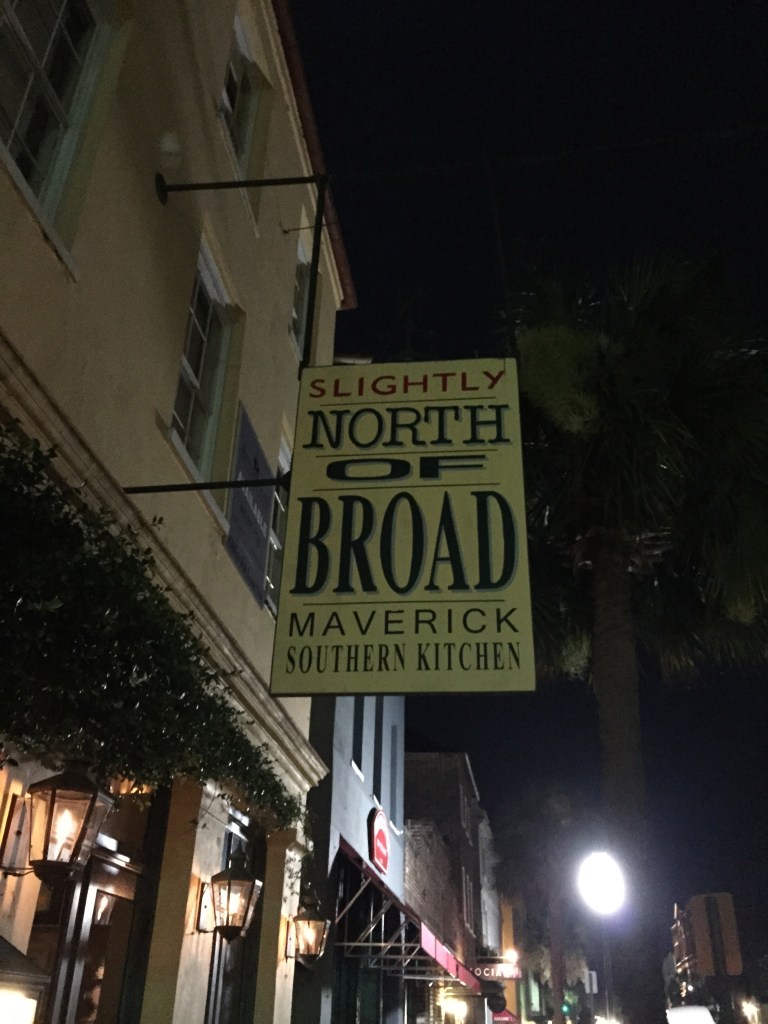 SLIGHTLY
NORTH
OF
BROAD
MAVERICK
SOUTHERN KITCHEN